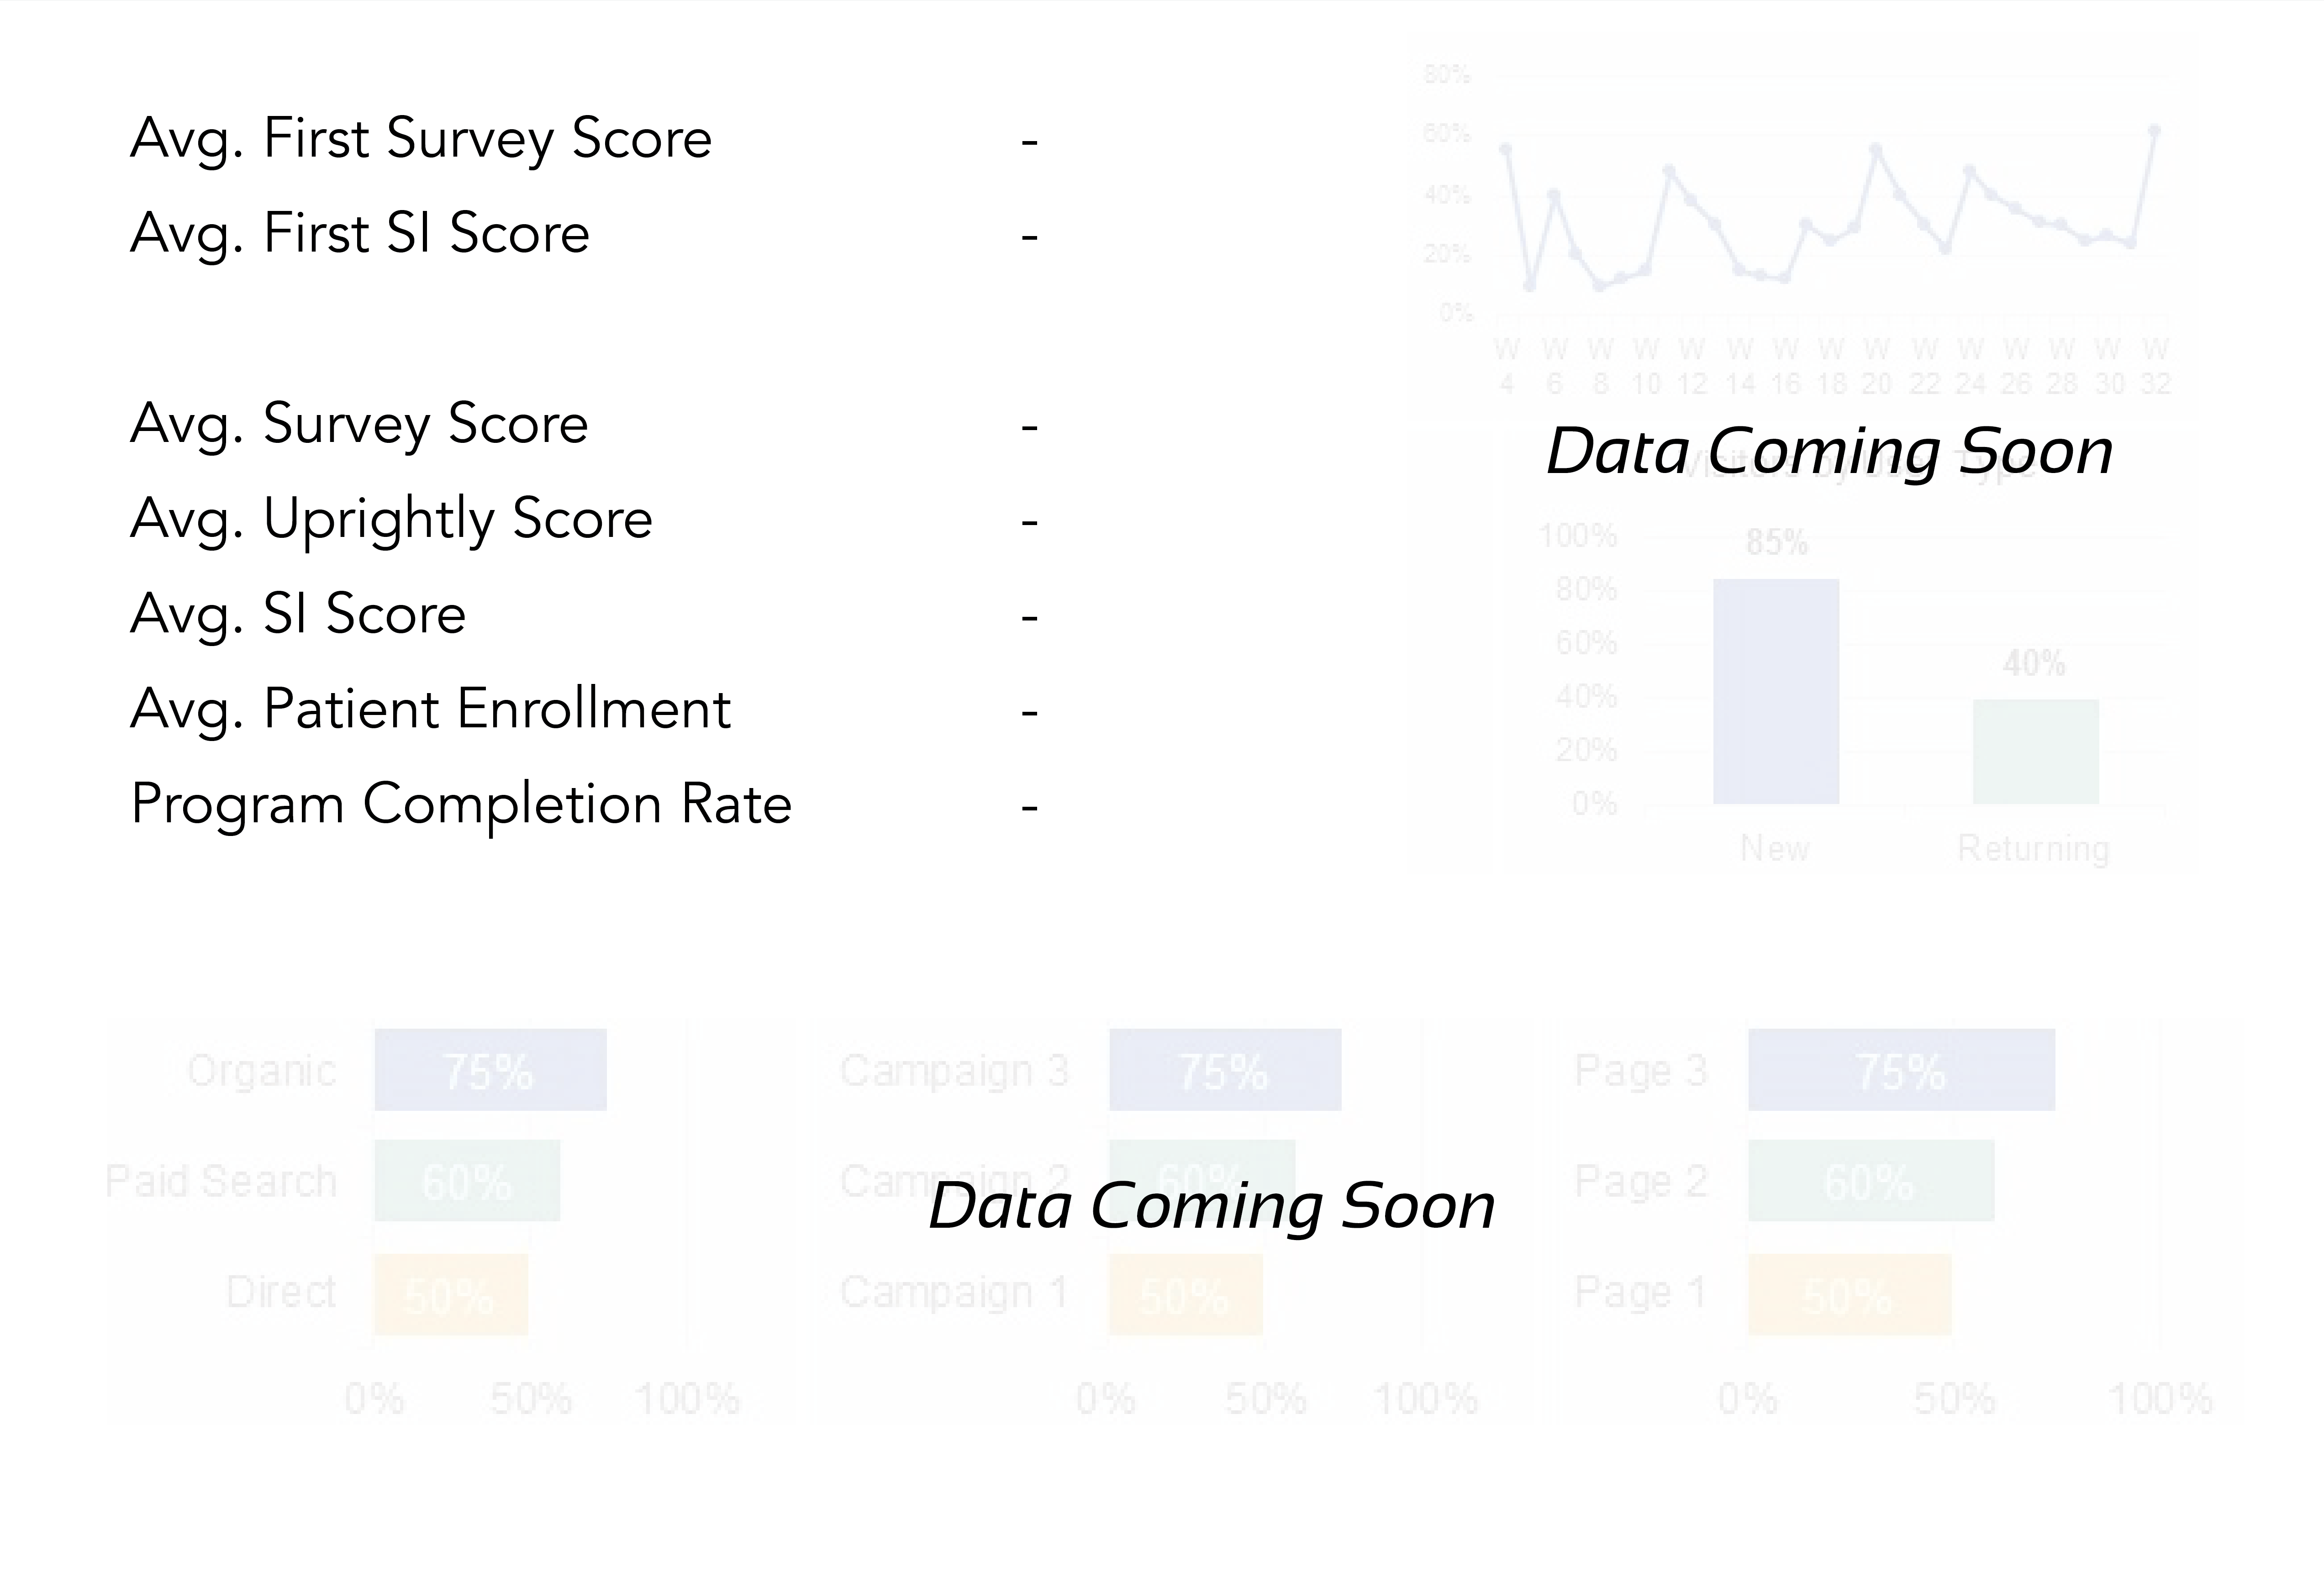 Avg. First Survey Score -
Avg. First SI Score -
Avg. Survey Score -
Avg. Uprightly Score -
Avg. SI Score -
Avg. Patient Enrollment -
Program Completion Rate -
80%
60%
40%
20%
0%
W W W W W W W W W W W W W W W
4 6 8 10 12 14 16 18 20 22 24 26 28 30 32
Data Coming Soon
Visitors by User Type
100%
85%
80%
60%
40%
40%
20%
0%
New Returning
Organic 75%
Paid Search 60%
Direct 50%
0% 50% 100%
Campaign 3 75%
Campaign 2 60%
Data Coming Soon
Campaign 1 50%
0% 50% 100%
Page 3 75%
Page 2 60%
Page 1 50%
0% 50% 100%